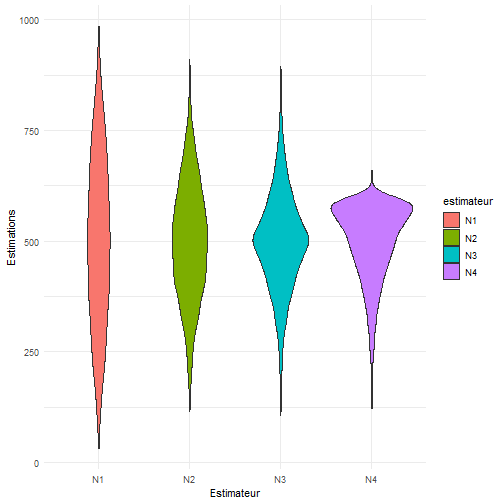 1000
750
500
250
0
Estimations
N1 N2 N3 N4
Estimateur
estimateur
N1
N2
N3
N4